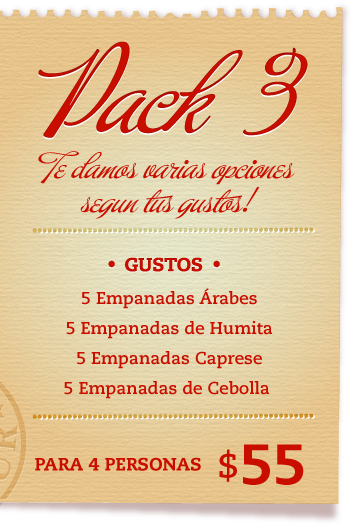 Pack 3
Te damos varias opciones
segun tus gustos!
• GUSTOS •
5 Empanadas Árabes
5 Empanadas de Humita
5 Empanadas Caprese
5 Empanadas de Cebolla
PARA 4 PERSONAS $55